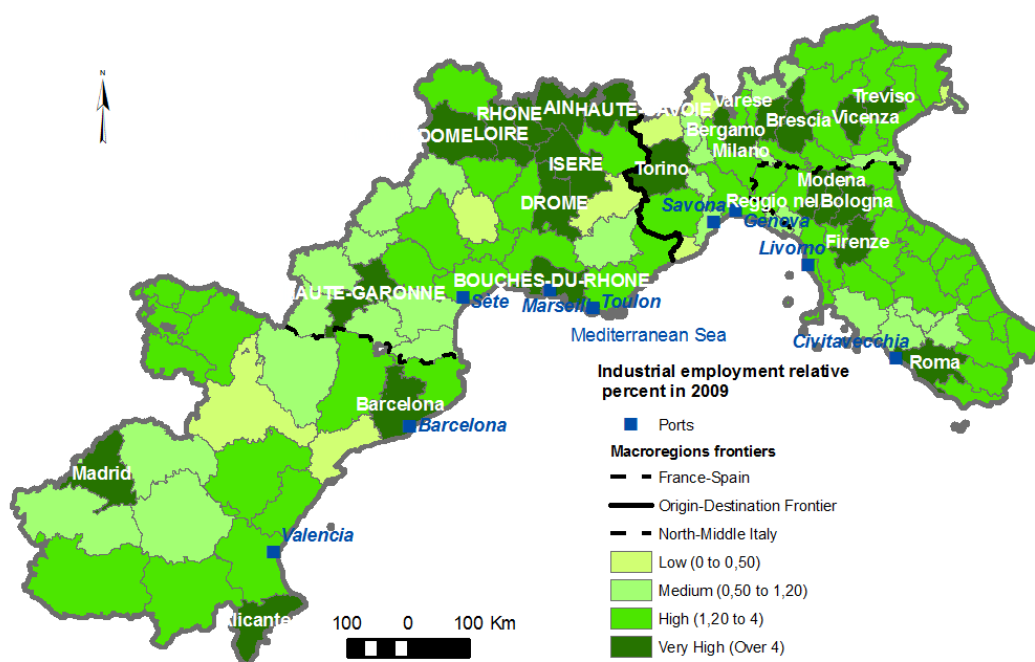 N
RHONE
AIN
HAUTE-SAVOIE
Varese
Treviso
DOME
LOIRE
Bergamo
Brescia
Vicenza
Milano
ISERE
Torino
Modena
DROME
Savona
Reggio nel
Bologna
Genova
Livorno
Firenze
BOUCHES-DU-RHONE
HAUTE-GARONNE
Sète
Marseill
Toulon
Mediterranean Sea
Civitavecchia
Roma
Barcelona
Barcelona
Madrid
Valencia
Alicante
100 0 100 Km
Industrial employment relative
percent in 2009
Ports
Macroregions frontiers
France-Spain
Origin-Destination Frontier
North-Middle Italy
Low (0 to 0,50)
Medium (0,50 to 1,20)
High (1,20 to 4)
Very High (Over 4)